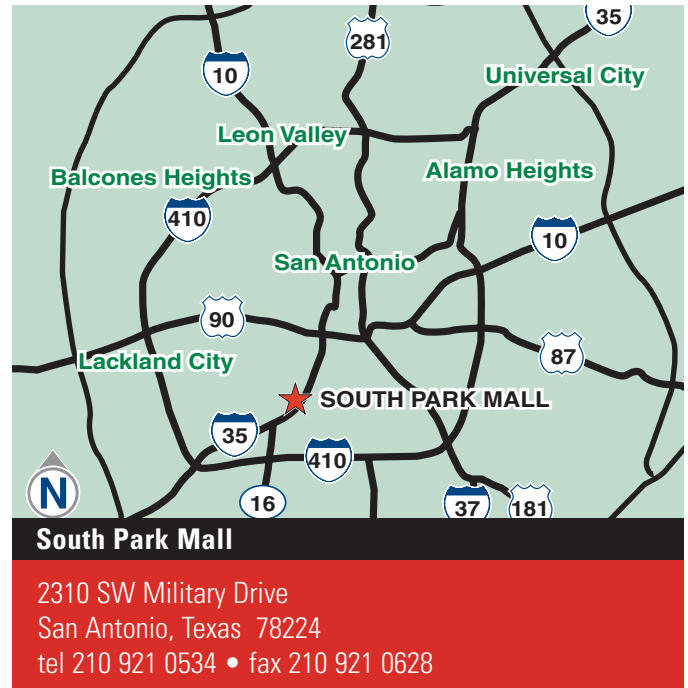 35
281
10
Universal City
Leon Valley
Balcones Heights
Alamo Heights
410
10
San Antonio
90
87
Lackland City
SOUTH PARK MALL
35
410
N
16
37
181
South Park Mall
2310 SW Military Drive
San Antonio, Texas 78224
tel 210 921 0534 • fax 210 921 0628